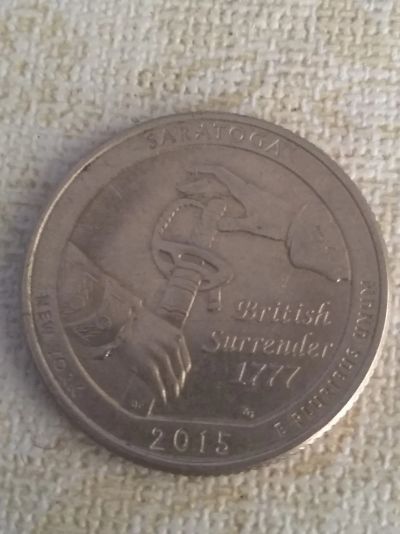 SARATOGA
British
Surrender
1777
NEW YORK
2015
E PLURIBUS UNUM